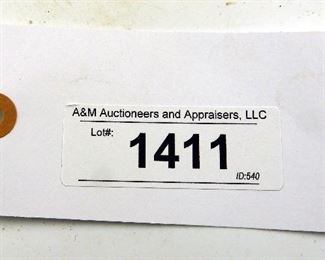 A&M Auctioneers and Appraisers, LLC
Lot#:
1411
ID:540